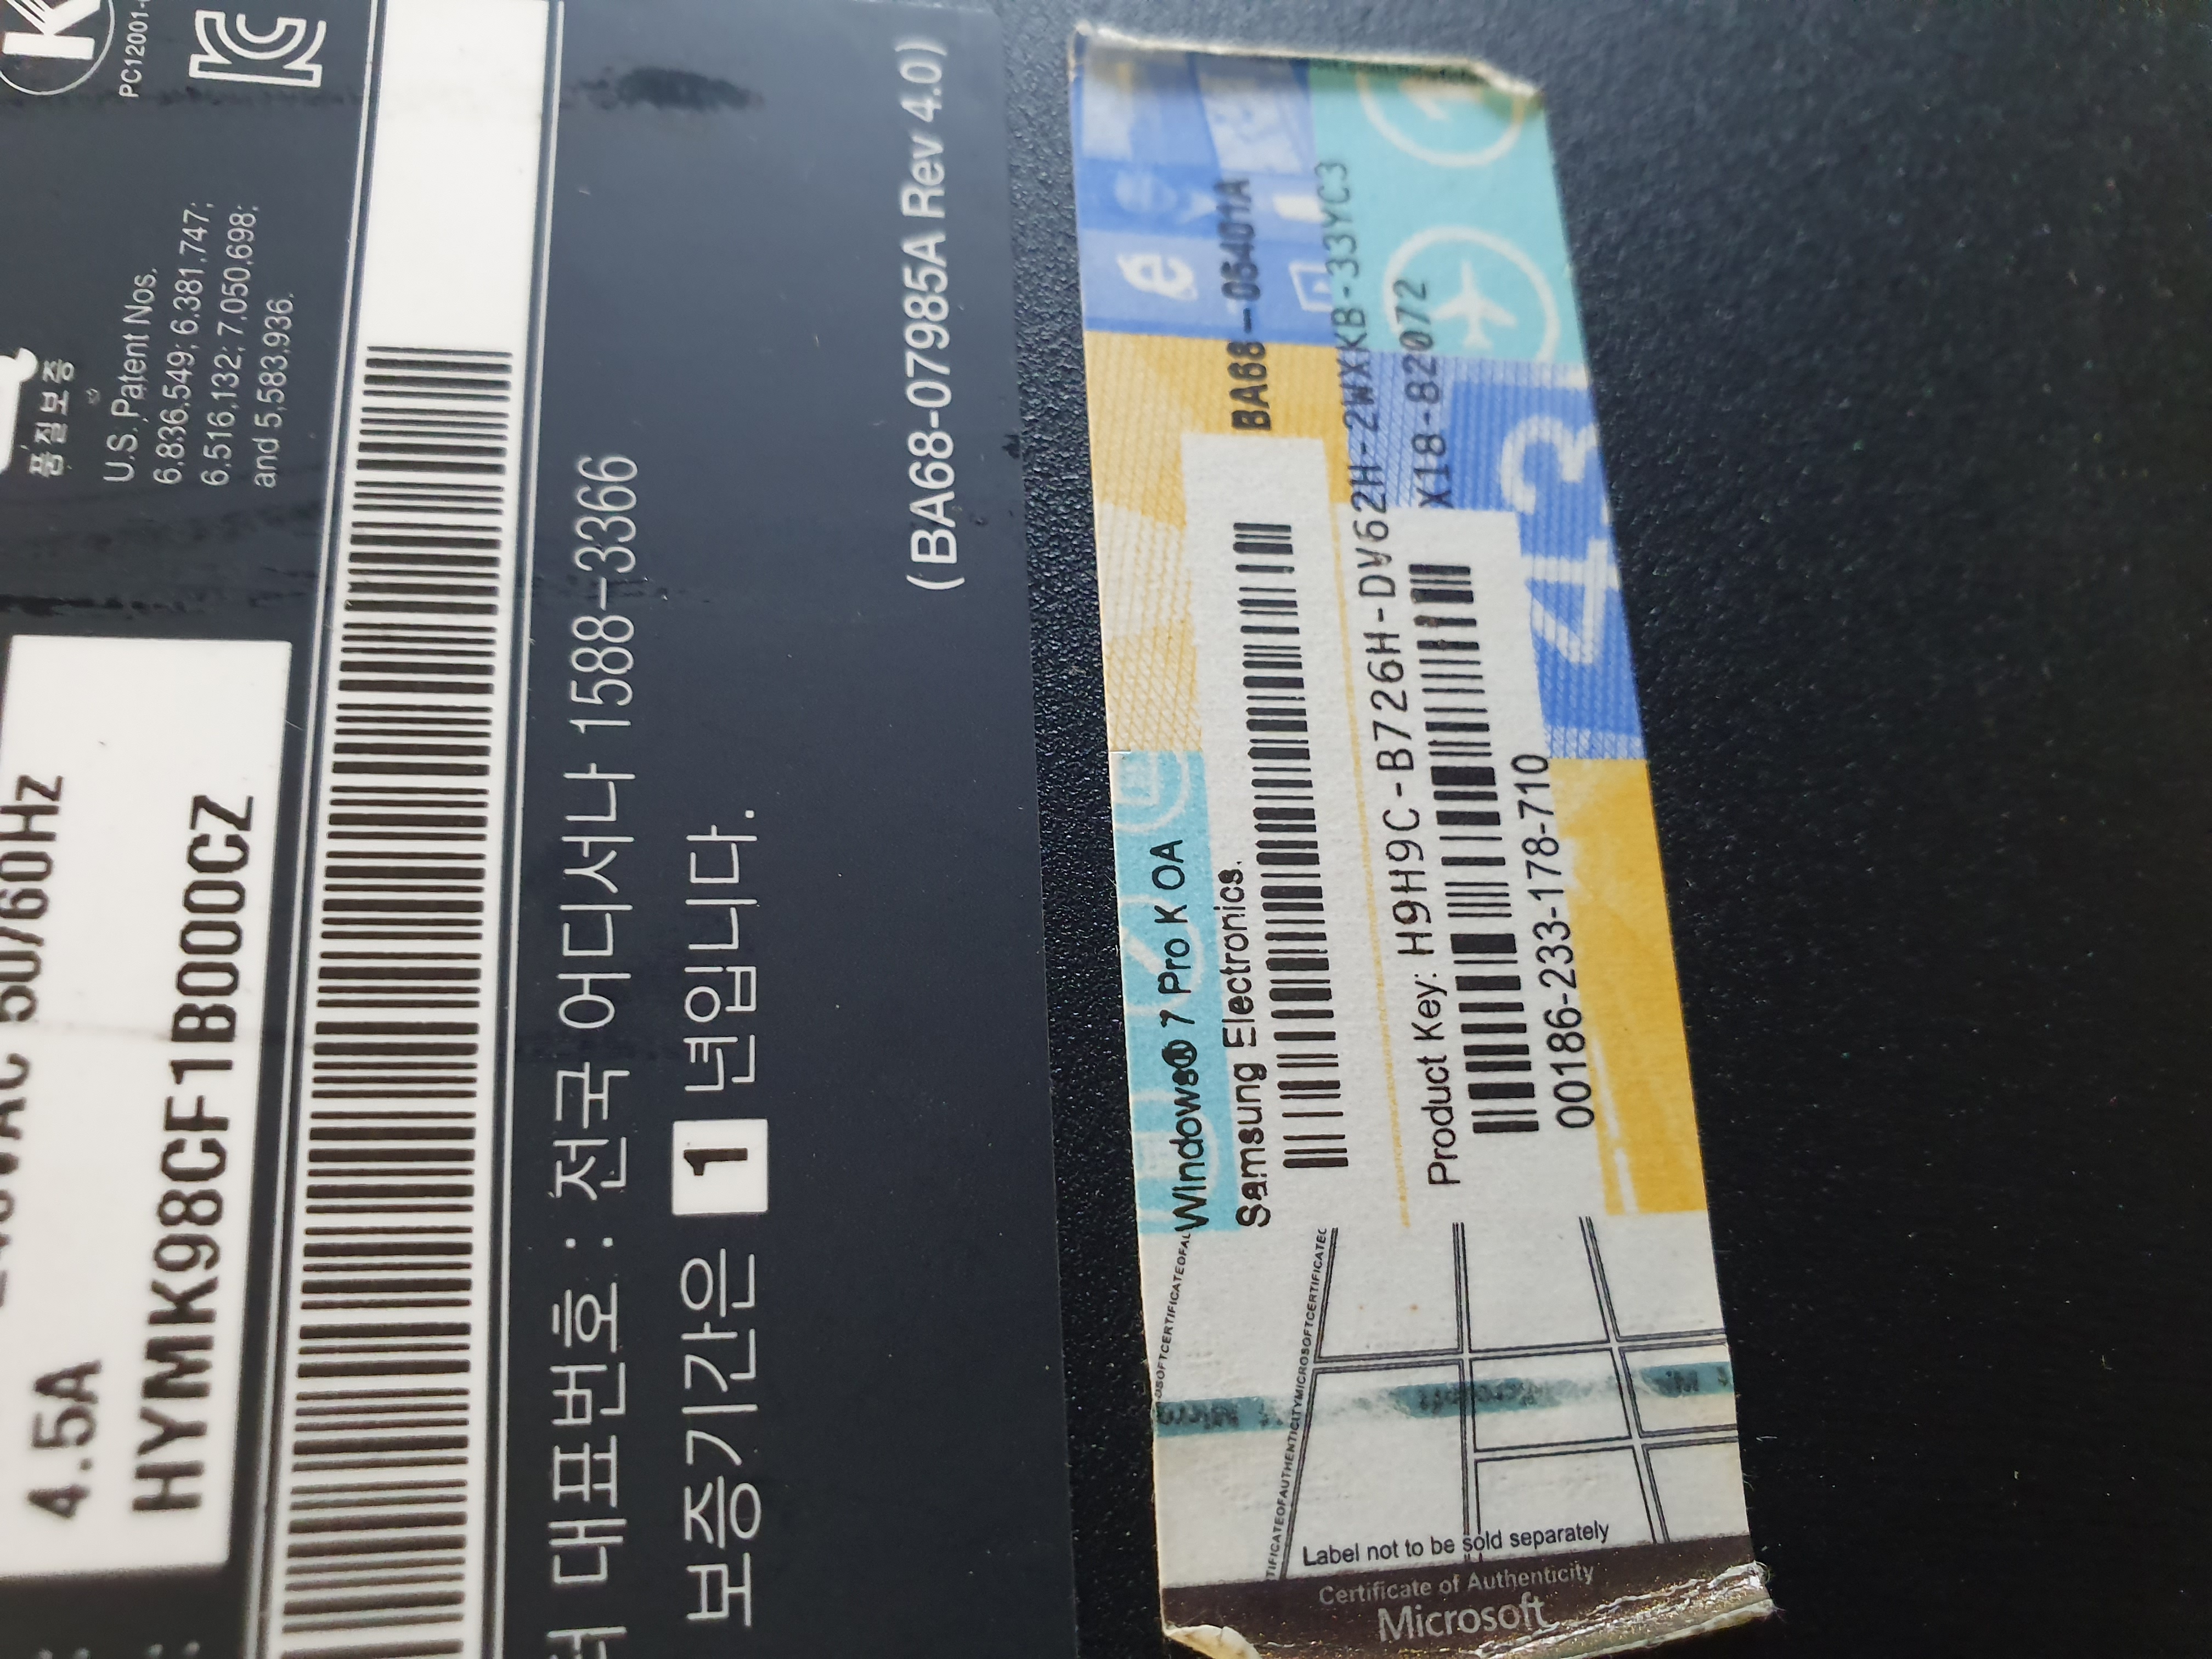 PC12001-
품질보증
U.S. Patent Nos.
6,836,549; 6,381,747;
6,516,132; 7,050,698;
and 5,583,936.
50/60Hz
4.5A
HYMK98CF1B000CZ
대표번호 : 전국 어디서나 1588-3366
보증기간은 1 년입니다.
(BA68-07985A Rev 4.0)
Windows® 7 Pro K OA
Samsung Electronics.
BA68-06401A
Product Key: H9H9C-B726H-DV62H-2WXKB-33YC3
X18-82072
00186-233-178-710
43
Label not to be sold separately
Certificate of Authenticity
Microsoft